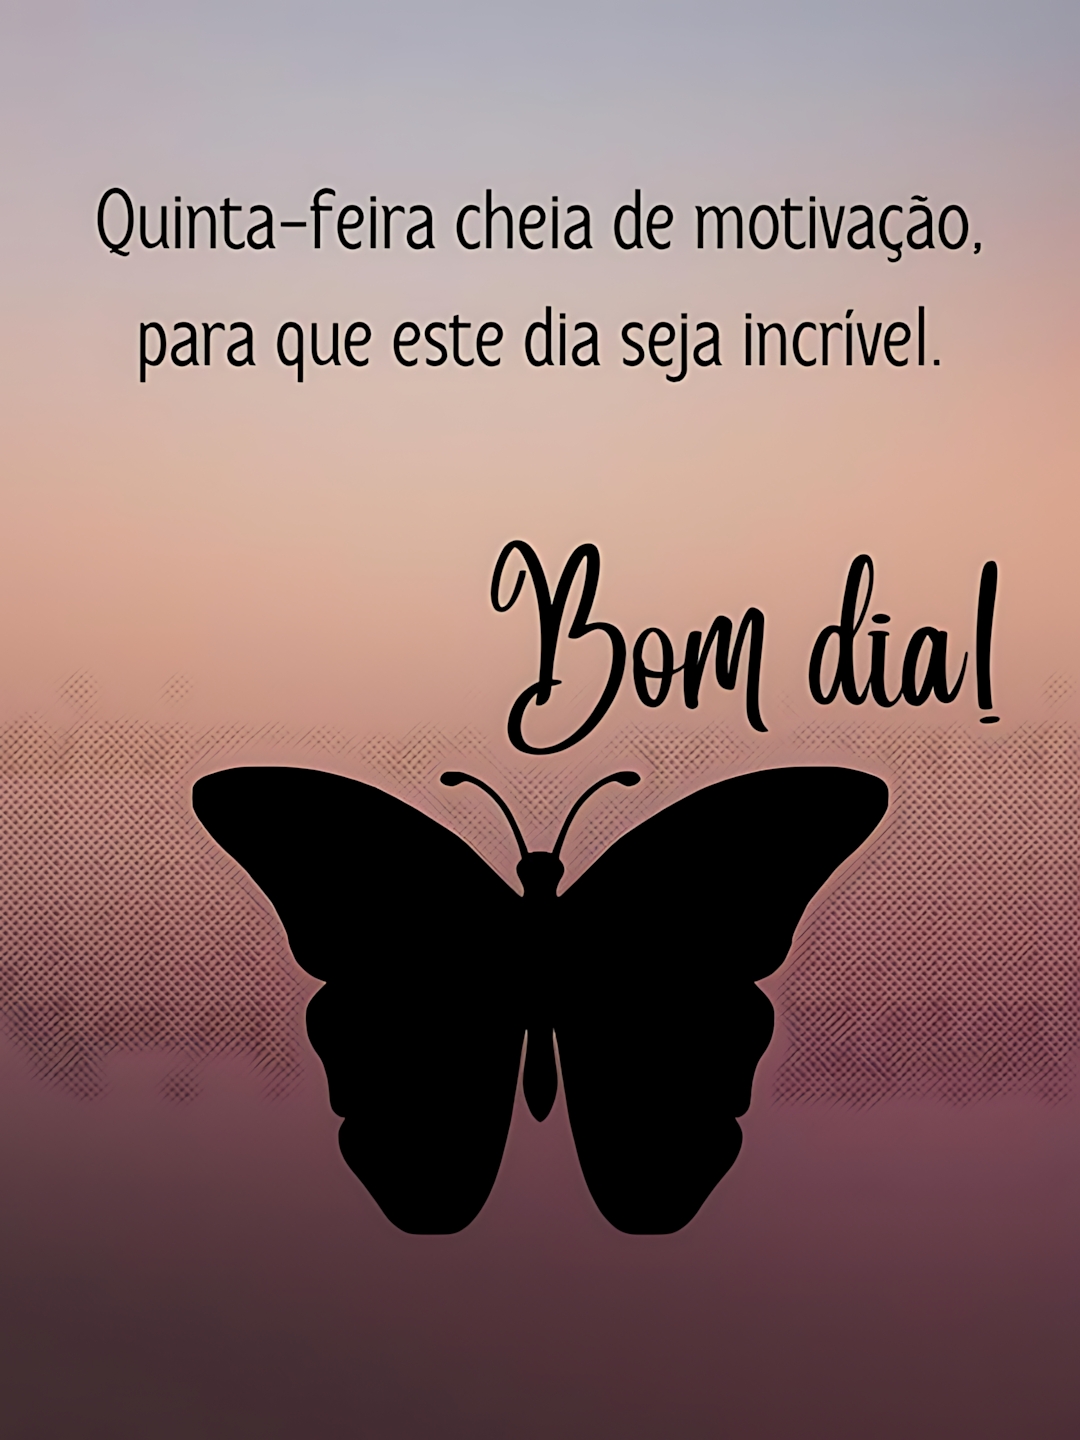 Quinta-feira cheia de motivação,
para que este dia seja incrível.
Bom dia!